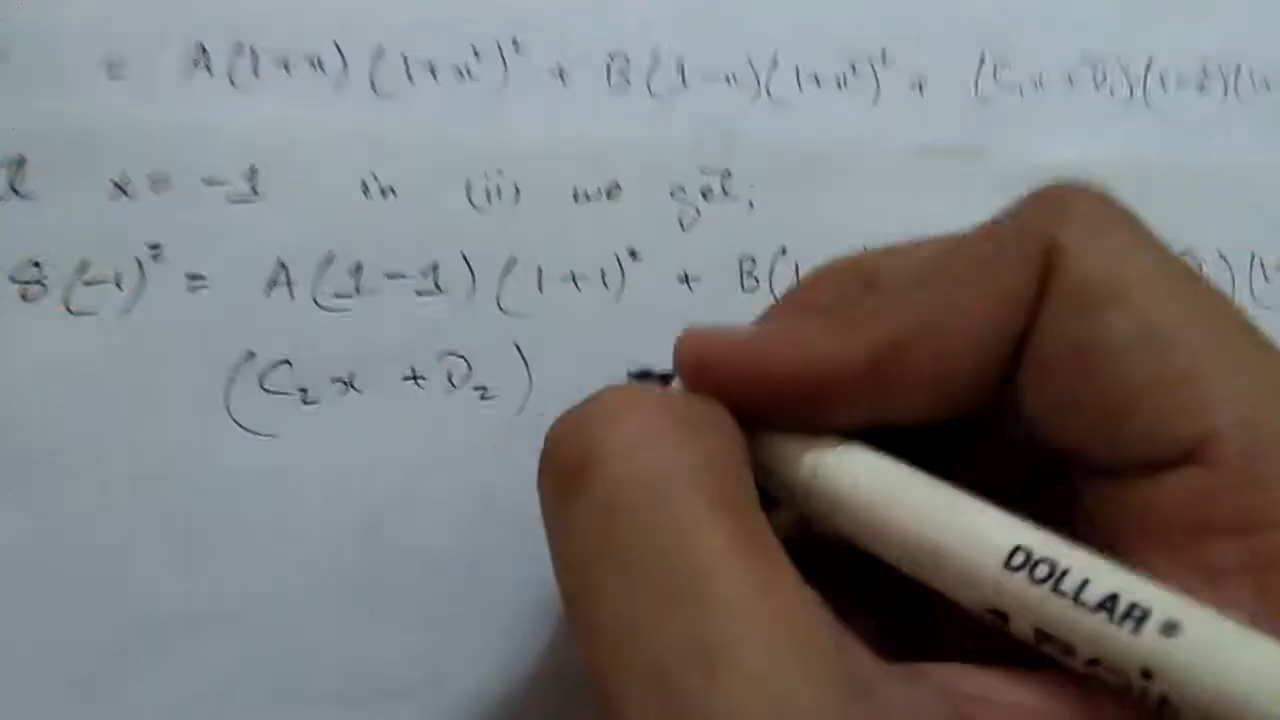 = A(1+x)(1+x²)² + B(1-x)(1+x²)² + (C₁x + D₁)(1-x²)(1+
x = -1 in (ii) we get;
8(-1)² = A(1-1)(1+1)² + B(1
(C₂x + D₂)
DOLLAR®